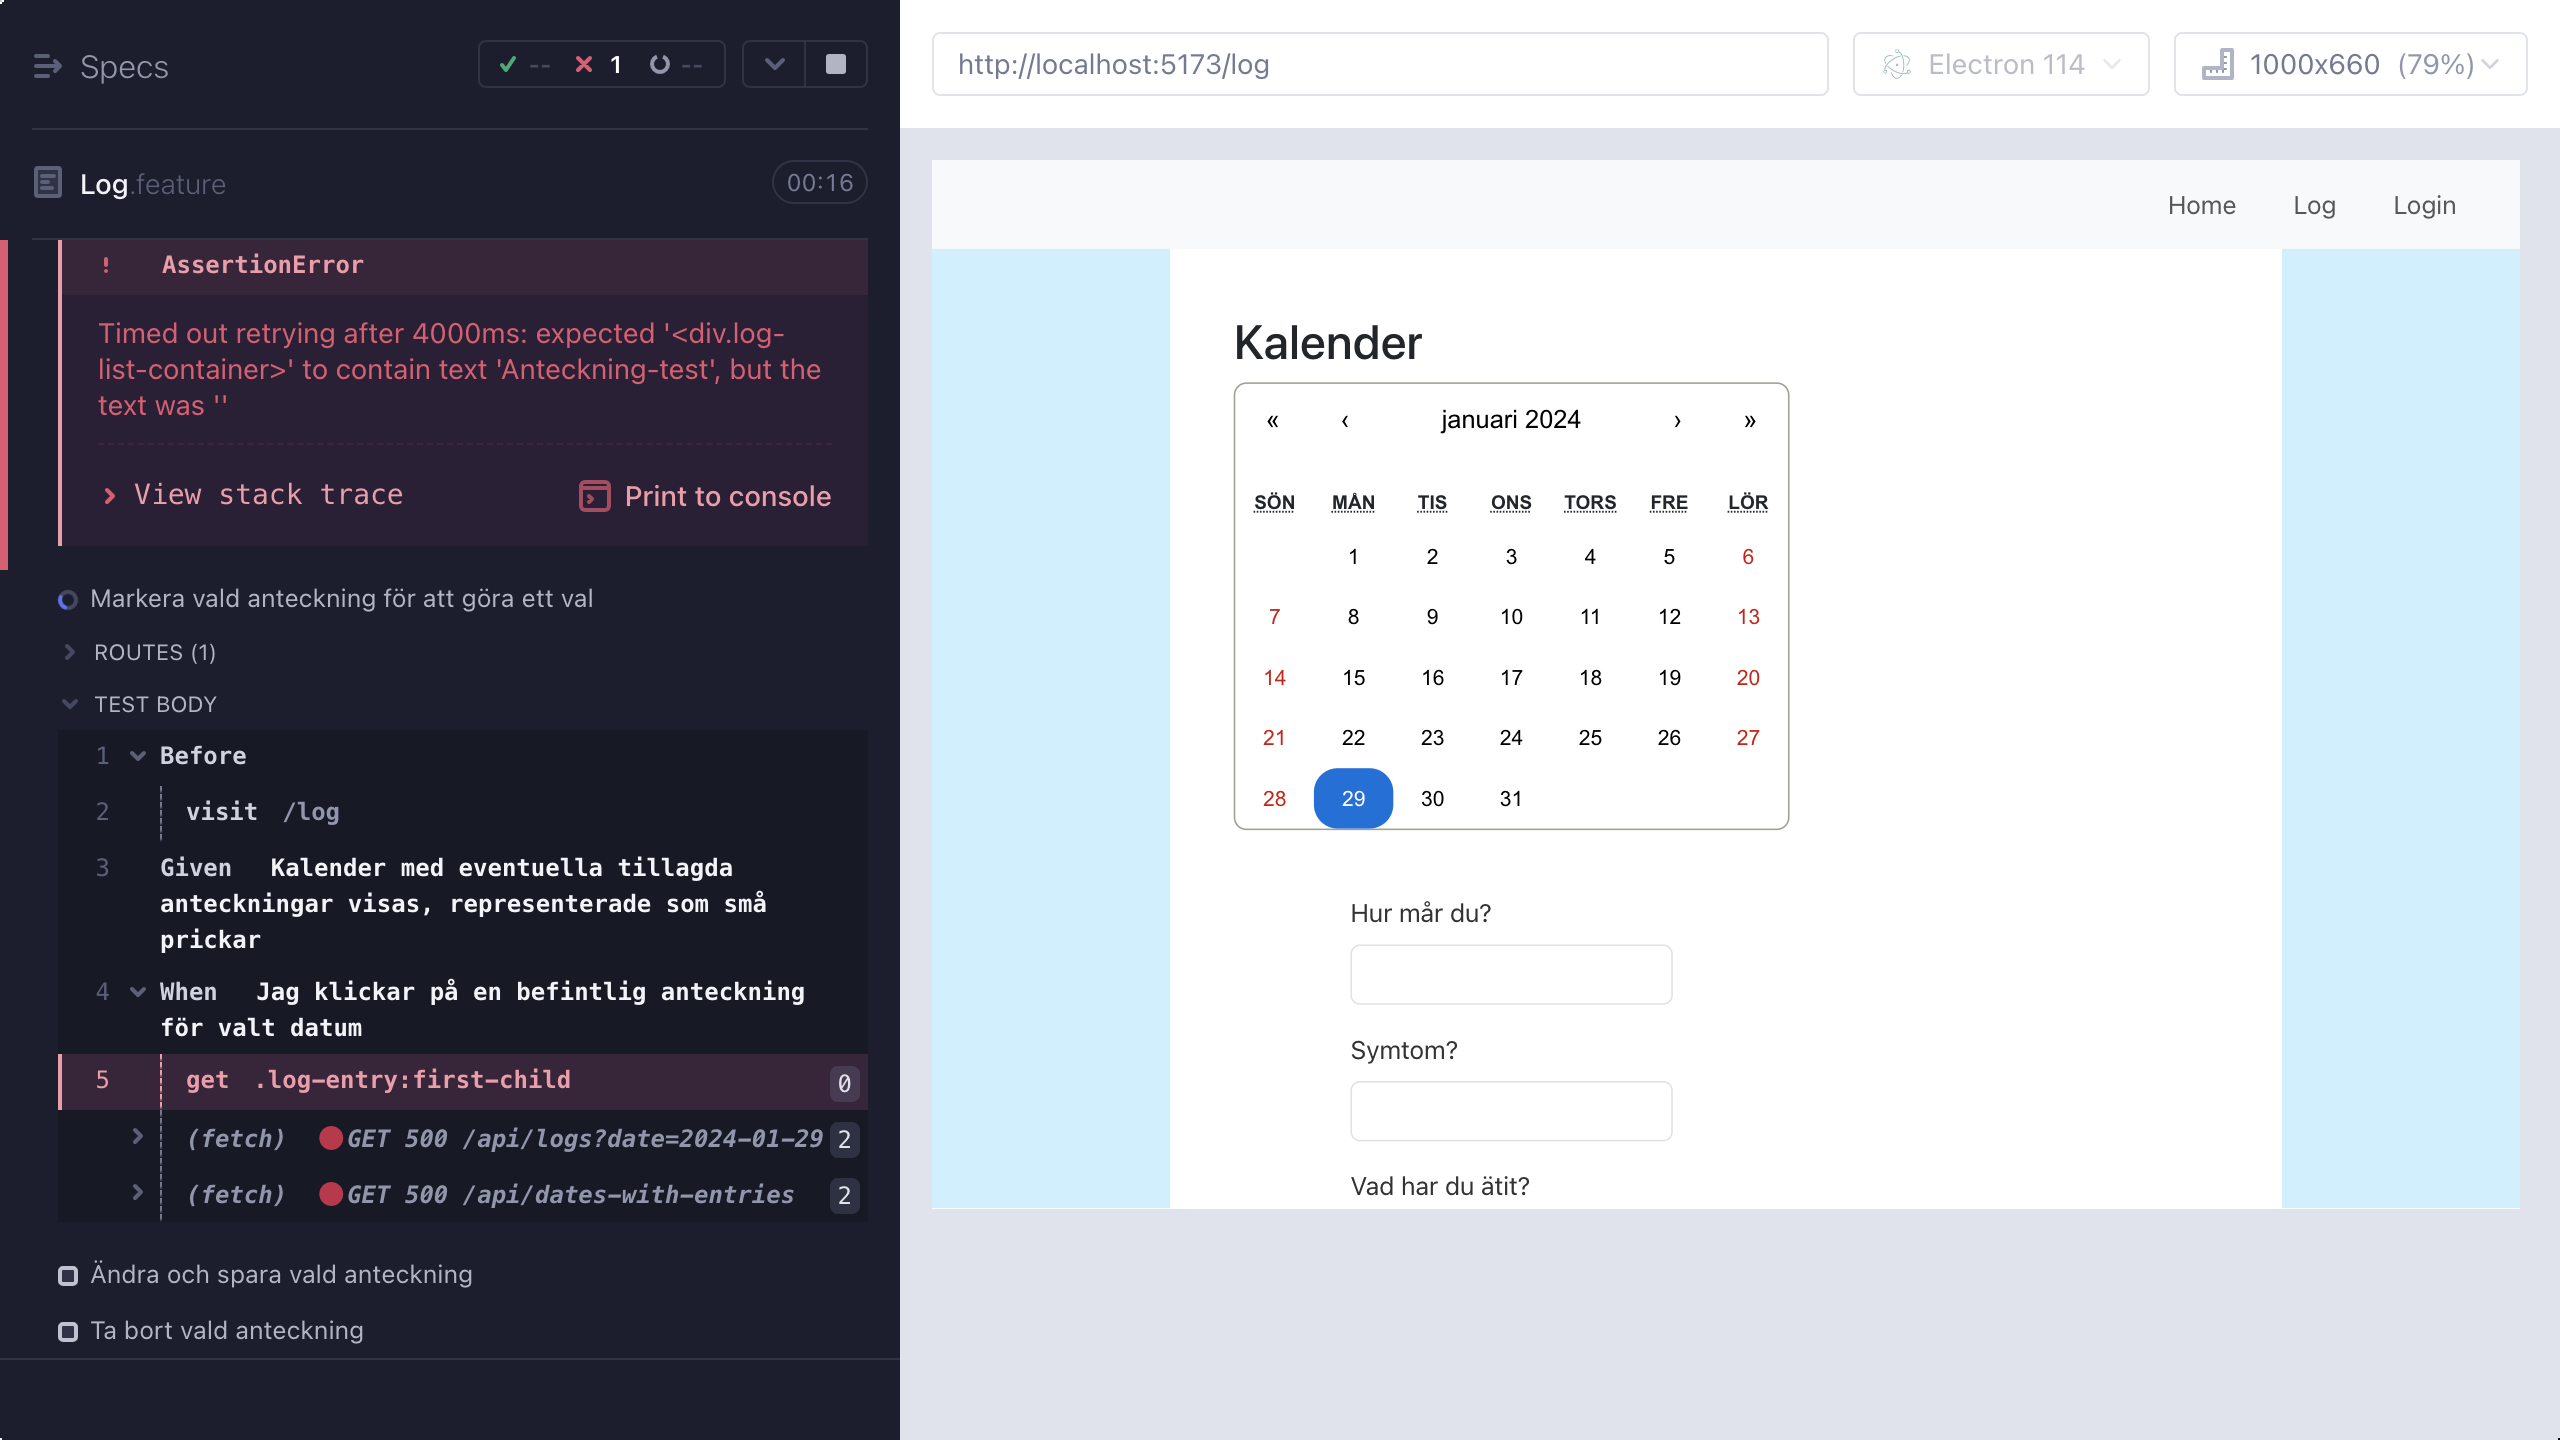 Specs
-- 1 --
Log.feature
00:16
! AssertionError
Timed out retrying after 4000ms: expected '<div.log-
list-container>' to contain text 'Anteckning-test', but the
text was ''
View stack trace
Print to console
Markera vald anteckning för att göra ett val
ROUTES (1)
TEST BODY
1 Before
2 visit /log
3 Given Kalender med eventuella tillagda
anteckningar visas, representerade som små
prickar
4 When Jag klickar på en befintlig anteckning
för valt datum
5 get .log-entry:first-child 0
(fetch) GET 500 /api/logs?date=2024-01-29 2
(fetch) GET 500 /api/dates-with-entries 2
Ändra och spara vald anteckning
Ta bort vald anteckning
http://localhost:5173/log
Electron 114
1000x660 (79%)
Home Log Login
Kalender
« ‹ januari 2024 › »
SÖN MÅN TIS ONS TORS FRE LÖR
1 2 3 4 5 6
7 8 9 10 11 12 13
14 15 16 17 18 19 20
21 22 23 24 25 26 27
28 29 30 31
Hur mår du?
Symtom?
Vad har du ätit?